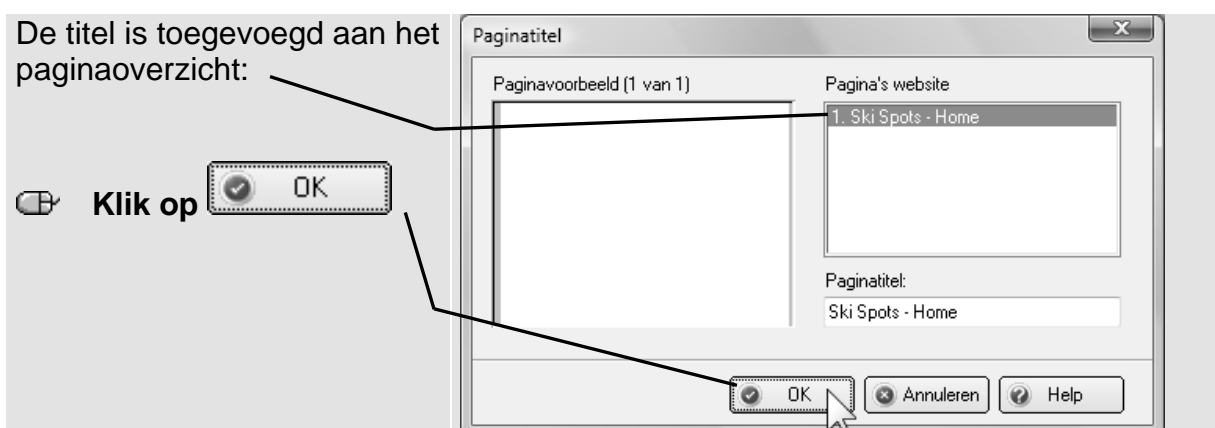 De titel is toegevoegd aan het
paginaoverzicht:
Klik op OK
Paginatitel
Paginavoorbeeld (1 van 1)
Pagina's website
1. Ski Spots - Home
Paginatitel:
Ski Spots - Home
OK
Annuleren
Help